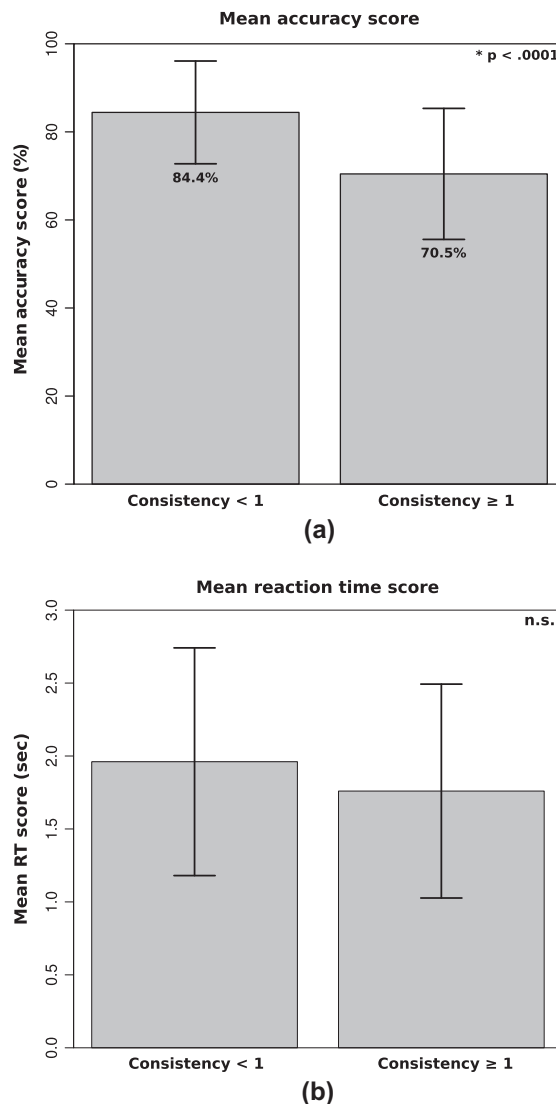 Mean accuracy score
* p < .0001
Mean accuracy score (%)
100
80
60
40
20
0
84.4%
70.5%
Consistency < 1
Consistency ≥ 1
(a)
Mean reaction time score
n.s.
Mean RT score (sec)
3.0
2.5
2.0
1.5
1.0
0.5
0.0
Consistency < 1
Consistency ≥ 1
(b)